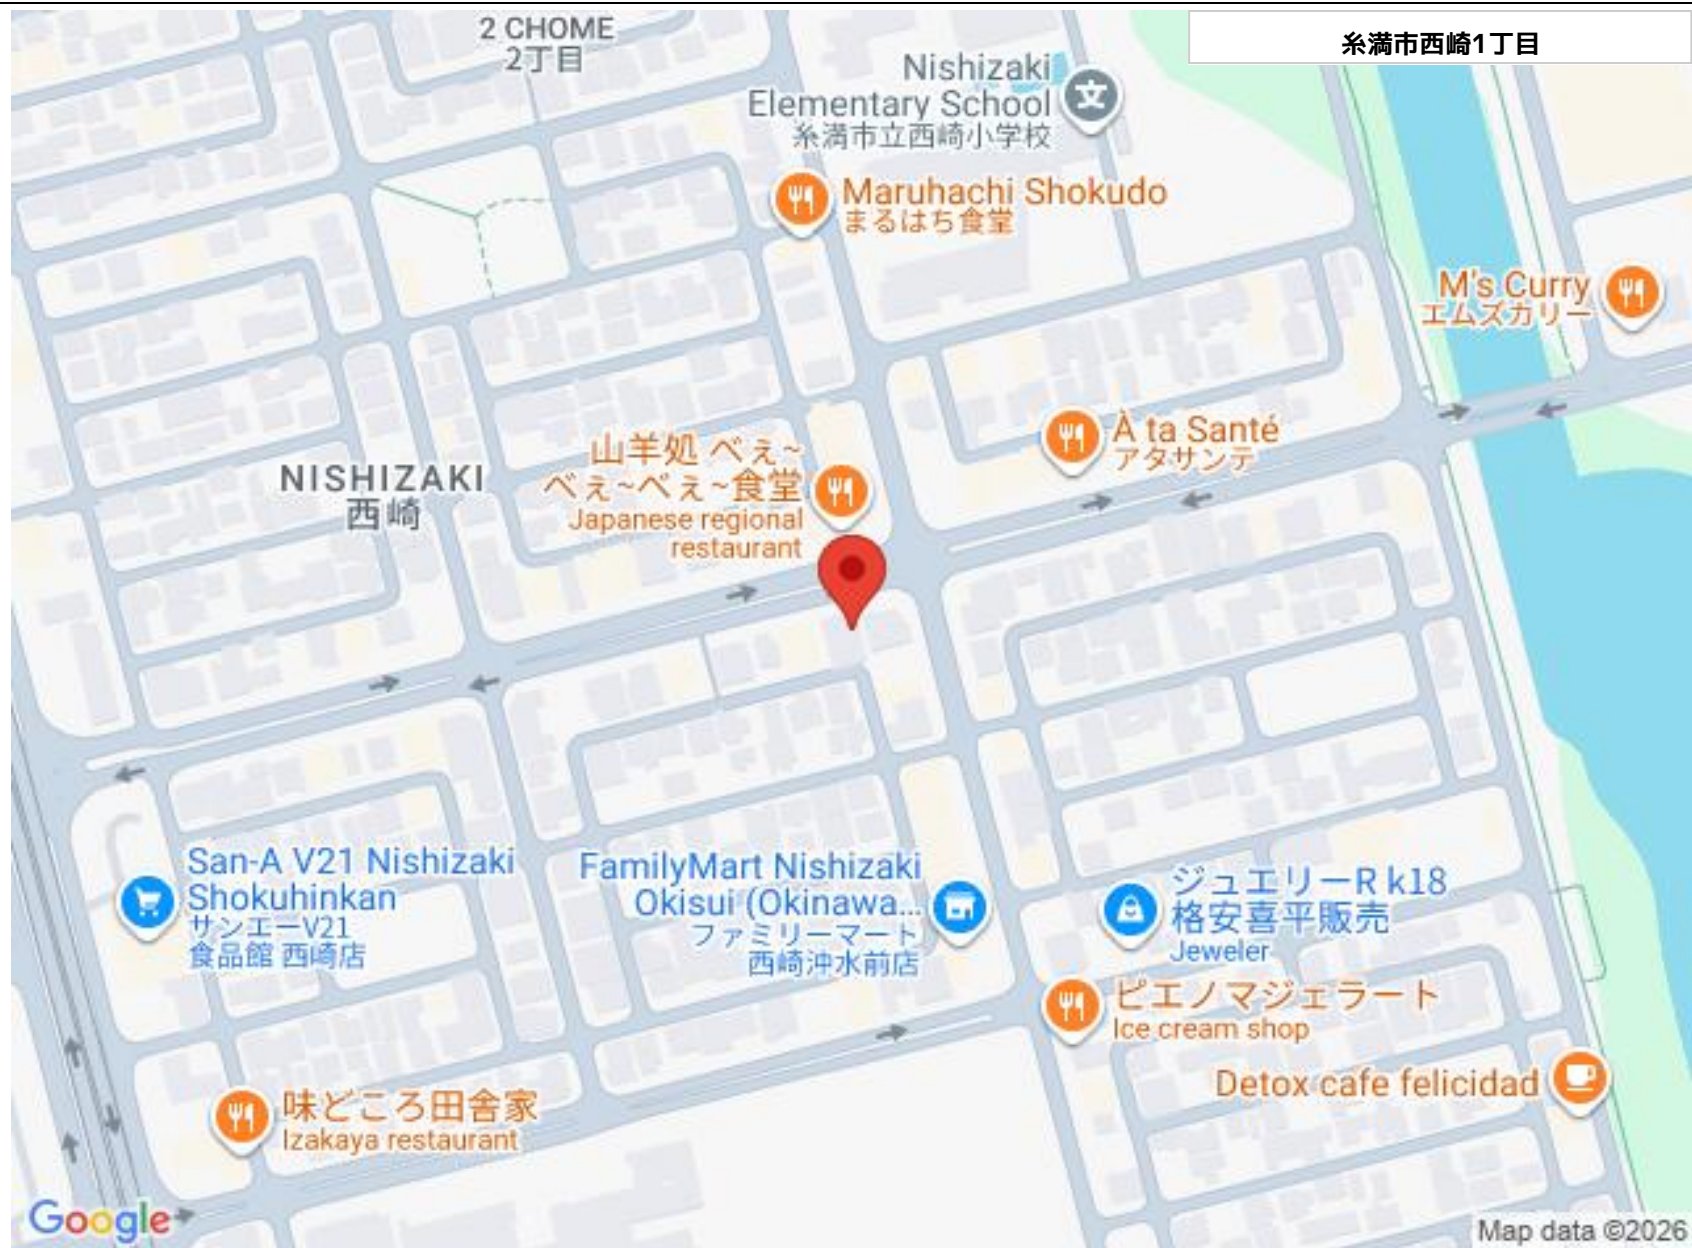 糸満市西崎1丁目
2 CHOME
2丁目
Nishizaki
Elementary School
糸満市立西崎小学校
Maruhachi Shokudo
まるはち食堂
M's Curry
エムズカリー
À ta Santé
アタサンテ
山羊処 べぇ~
べぇ~べぇ~食堂
Japanese regional
restaurant
NISHIZAKI
西崎
San-A V21 Nishizaki
Shokuhinkan
サンエーV21
食品館 西崎店
FamilyMart Nishizaki
Okisui (Okinawa...
ファミリーマート
西崎沖水前店
ジュエリーR k18
格安喜平販売
Jeweler
ピエノマジェラート
Ice cream shop
Detox cafe felicidad
味どころ田舎家
Izakaya restaurant
Google
Map data ©2026